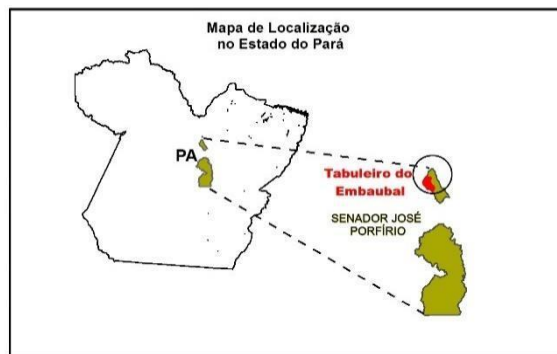 Mapa de Localização
no Estado do Pará
PA
Tabuleiro do
Embaubal
SENADOR JOSÉ
PORFÍRIO